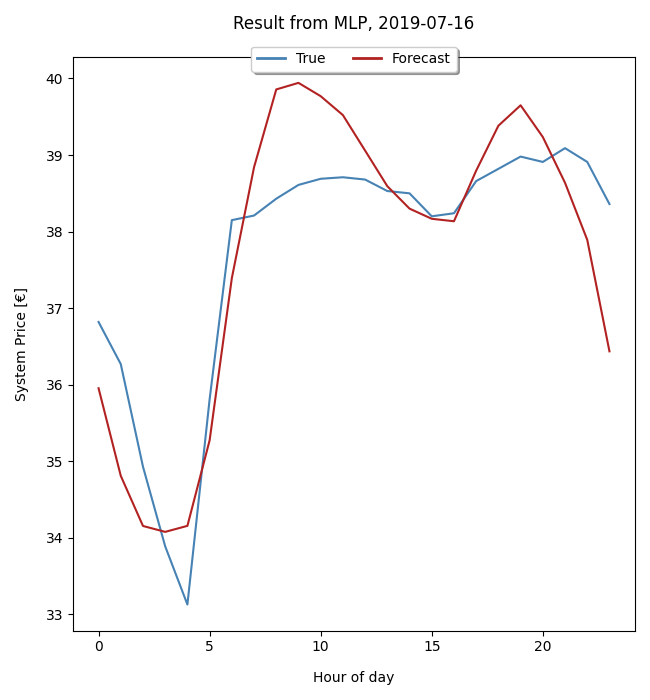 Result from MLP, 2019-07-16
True Forecast
40
39
38
37
36
35
34
33
System Price [€]
0 5 10 15 20
Hour of day